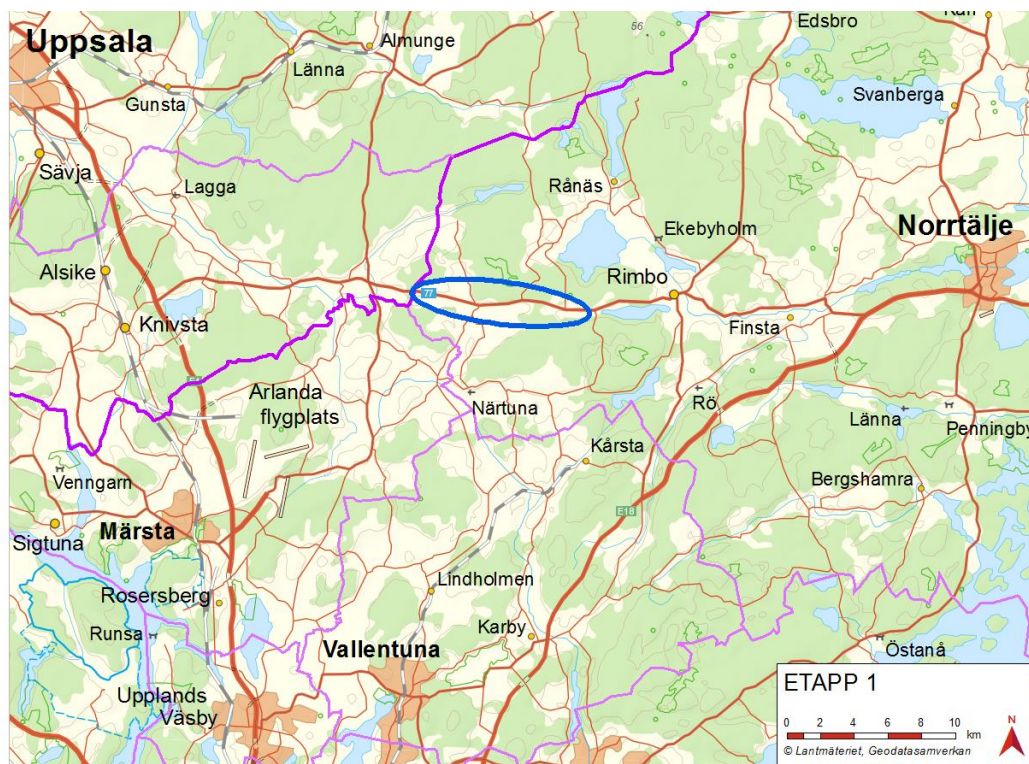 Edsbro
56
Uppsala
Almunge
Länna
Gunsta
Svanberga
Sävja
Lagga
Rånäs
Norrtälje
Ekebyholm
Alsike
Rimbo
77
Finsta
Knivsta
Arlanda
flygplats
Närtuna
Rö
Länna
Penningby
Kårsta
Venngarn
Bergshamra
Märsta
E18
Sigtuna
Lindholmen
Rosersberg
Karby
Runsa
Vallentuna
Östanå
Upplands
Väsby
ETAPP 1
0 2 4 6 8 10
km
N
© Lantmäteriet, Geodatasamverkan